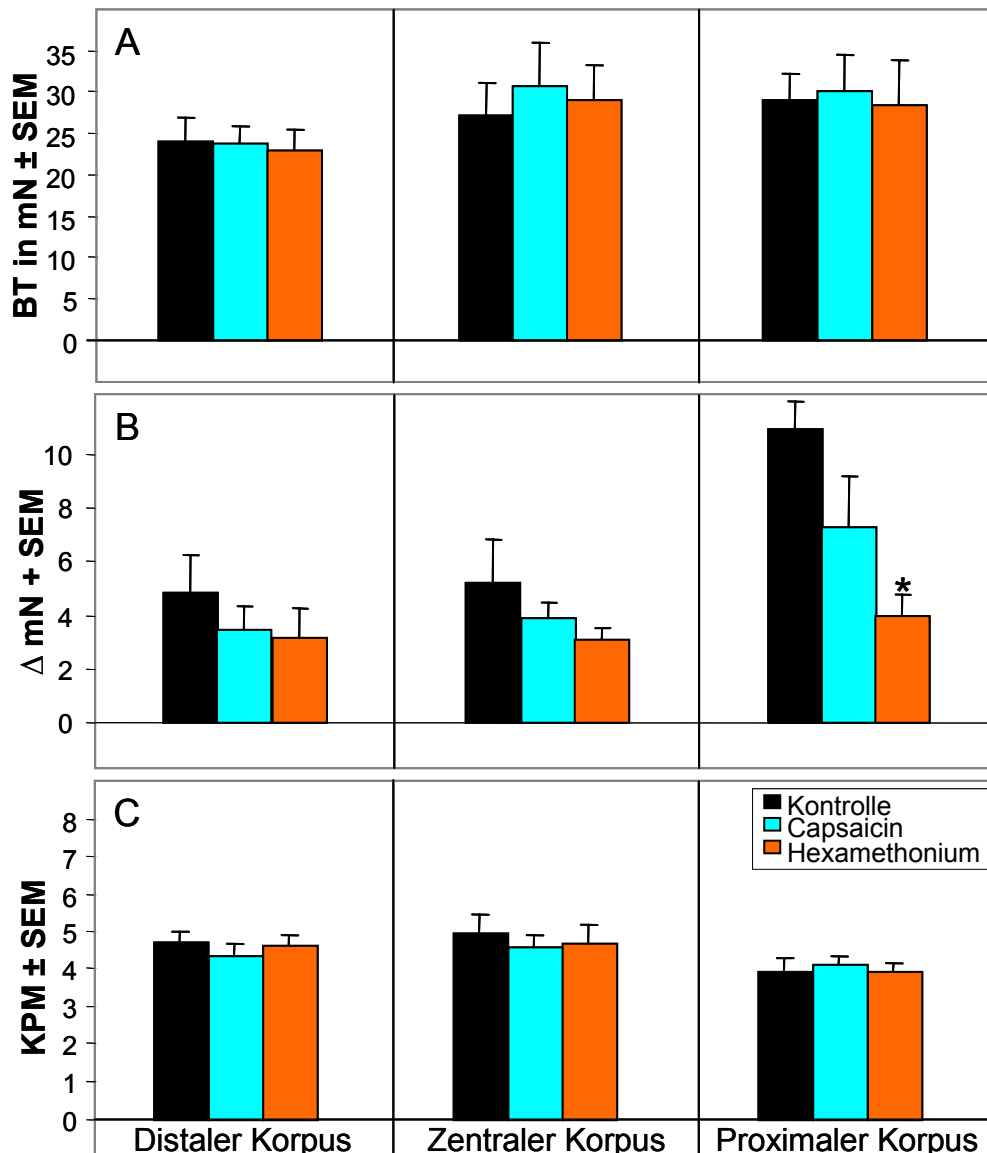 A
35
30
25
20
15
10
5
0
BT in mN ± SEM
B
10
8
6
4
2
0
Δ mN + SEM
*
C
8
7
6
5
4
3
2
1
0
KPM ± SEM
Kontrolle
Capsaicin
Hexamethonium
Distaler Korpus Zentraler Korpus Proximaler Korpus